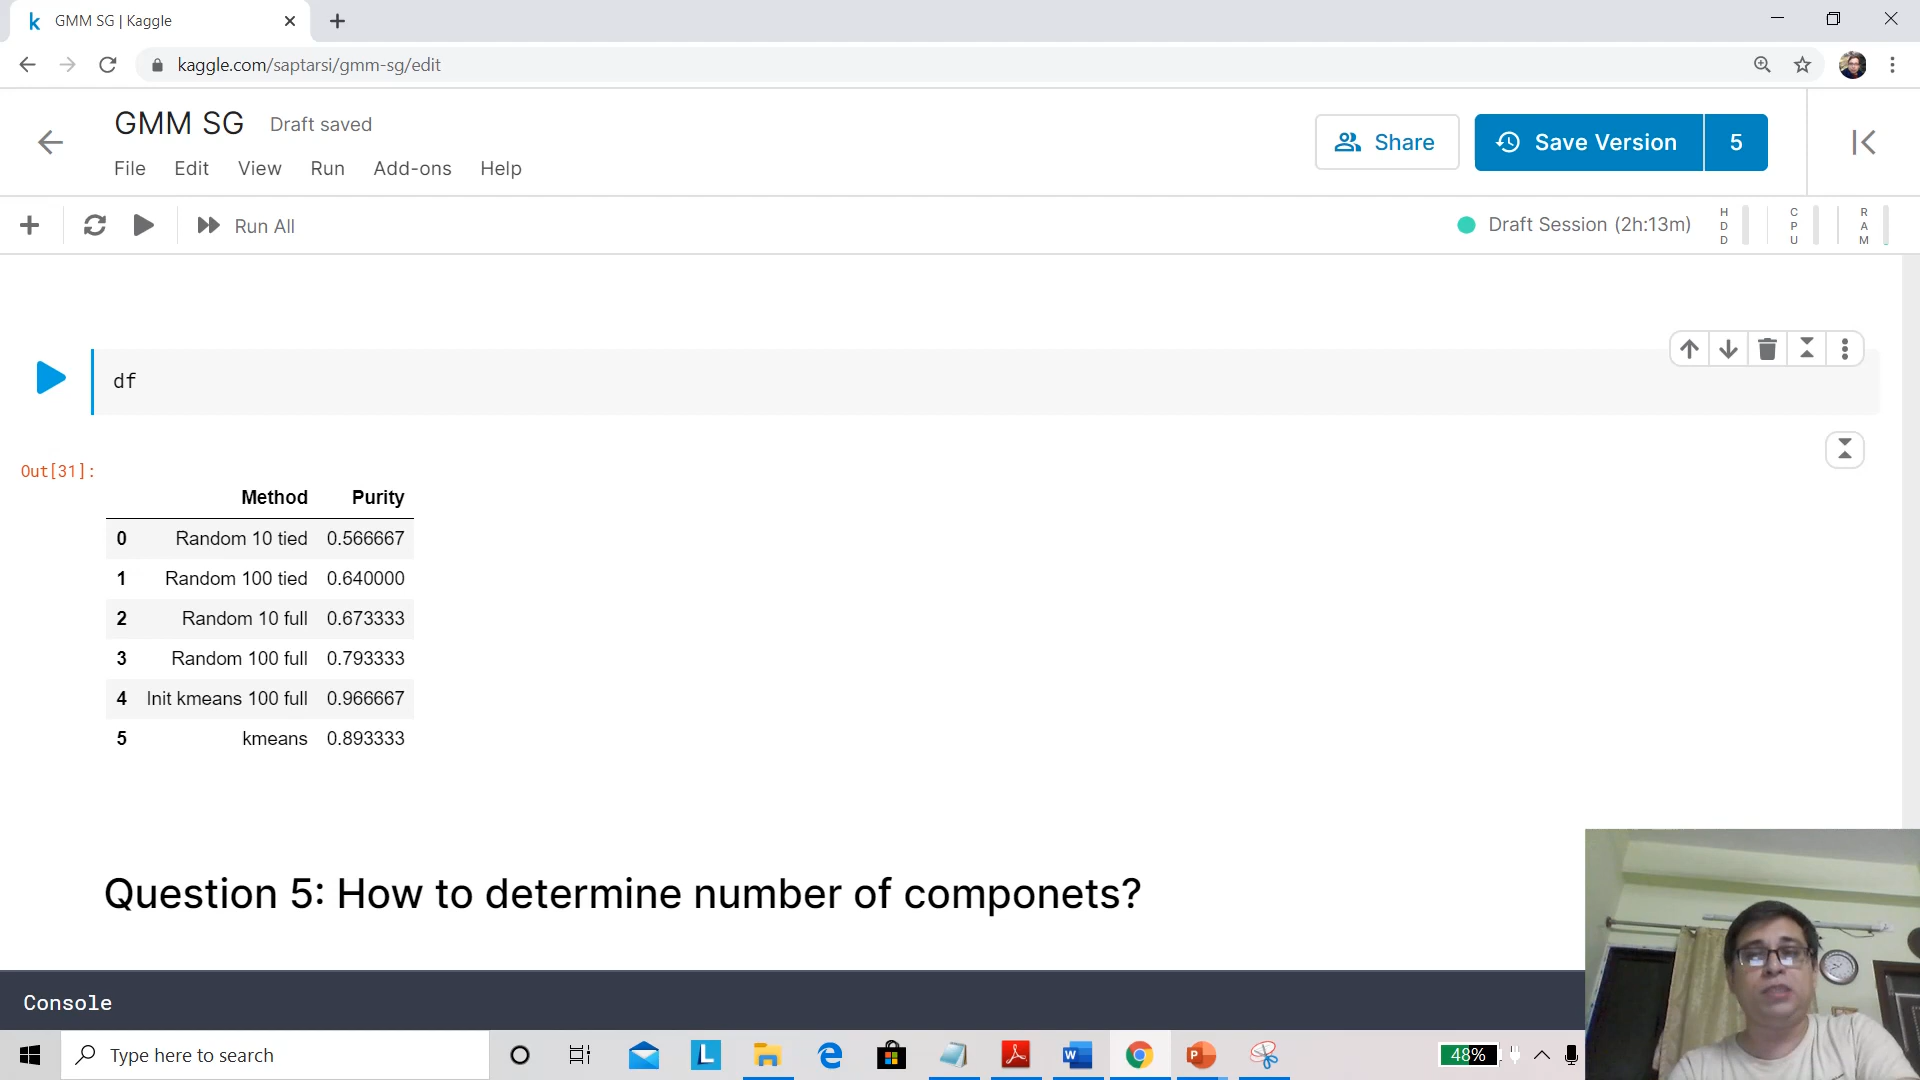 GMM SG | Kaggle
kaggle.com/saptarsi/gmm-sg/edit
GMM SG Draft saved
File Edit View Run Add-ons Help
Share
Save Version 5
Run All
Draft Session (2h:13m)
HDD
CPU
RAM
df
Out[31]:
Method Purity
0 Random 10 tied 0.566667
1 Random 100 tied 0.640000
2 Random 10 full 0.673333
3 Random 100 full 0.793333
4 Init kmeans 100 full 0.966667
5 kmeans 0.893333
Question 5: How to determine number of componets?
Console
Type here to search
48%